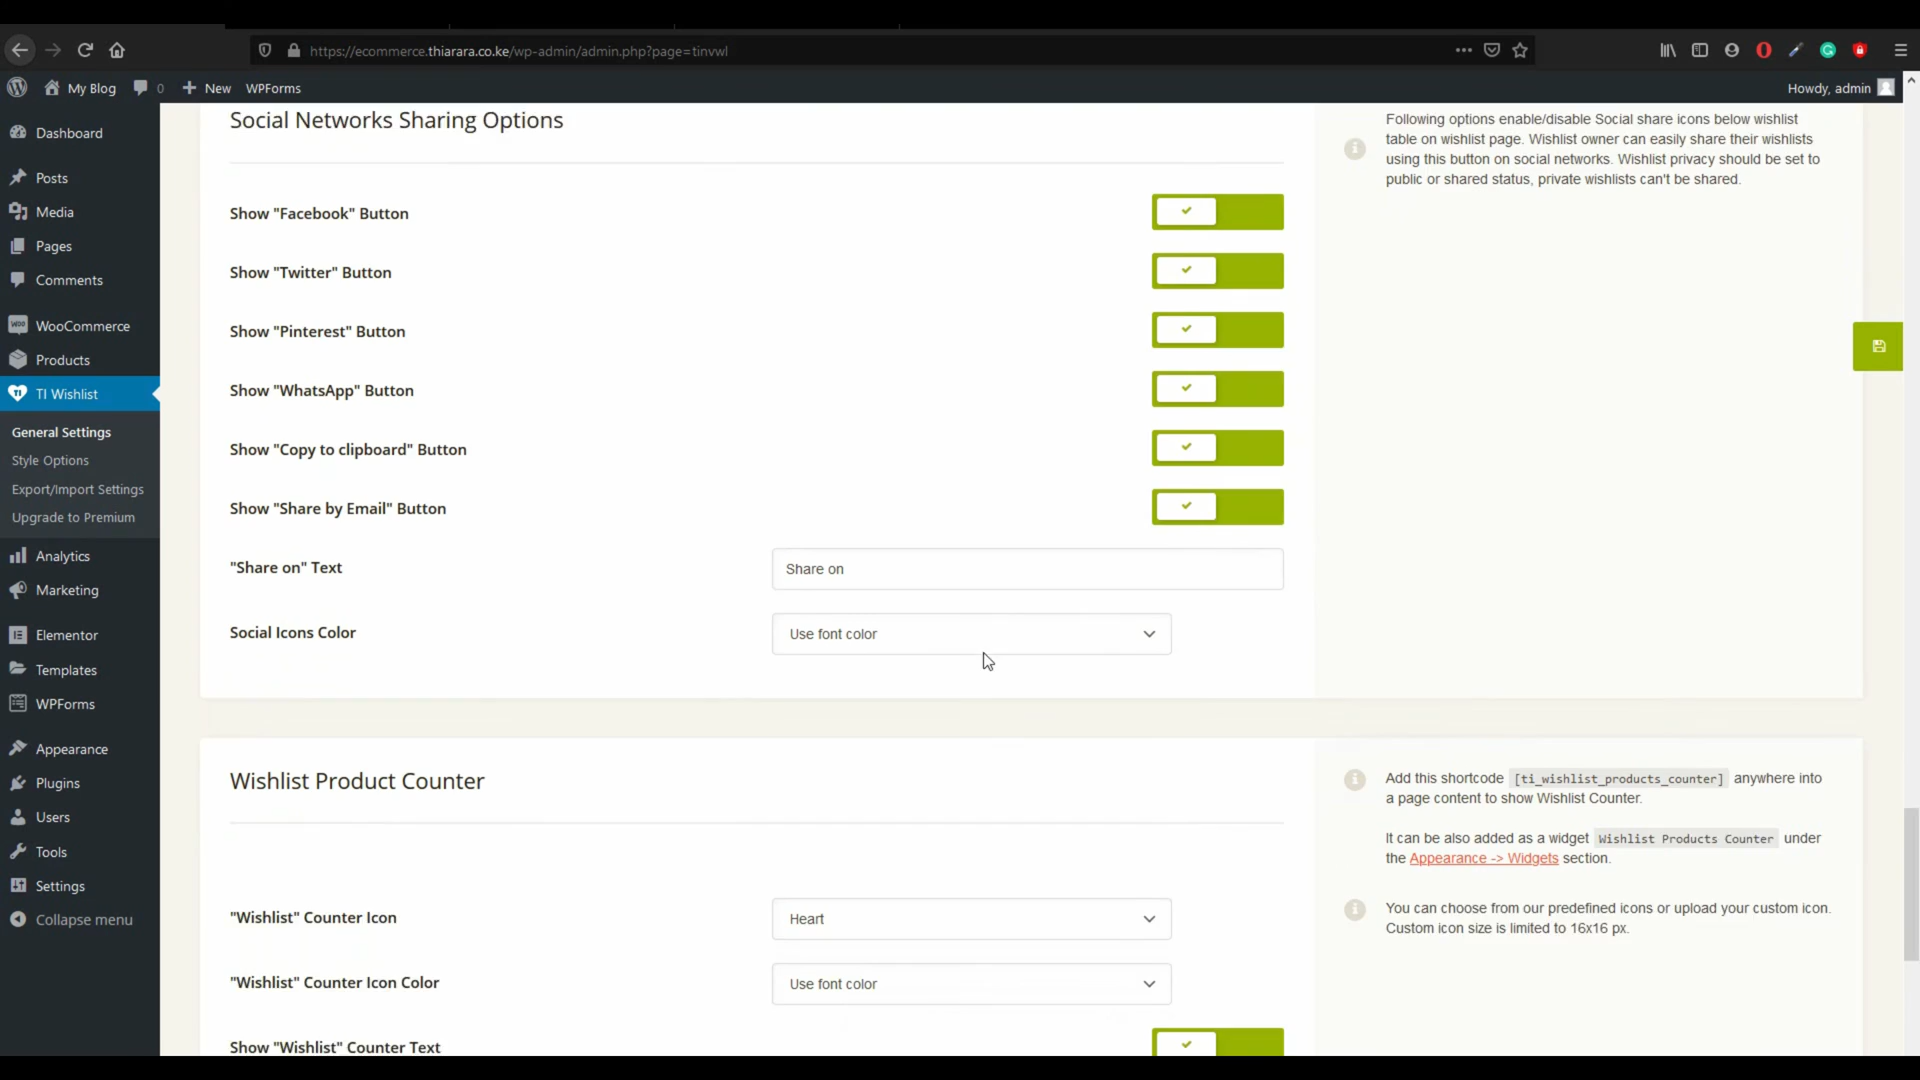 https://ecommerce.thiarara.co.ke/wp-admin/admin.php?page=tinvwl
My Blog
0
New
WPForms
Howdy, admin
Dashboard
Posts
Media
Pages
Comments
WooCommerce
Products
TI Wishlist
General Settings
Style Options
Export/Import Settings
Upgrade to Premium
Analytics
Marketing
Elementor
Templates
WPForms
Appearance
Plugins
Users
Tools
Settings
Collapse menu
Social Networks Sharing Options
Show "Facebook" Button
Show "Twitter" Button
Show "Pinterest" Button
Show "WhatsApp" Button
Show "Copy to clipboard" Button
Show "Share by Email" Button
"Share on" Text
Share on
Social Icons Color
Use font color
Following options enable/disable Social share icons below wishlist
table on wishlist page. Wishlist owner can easily share their wishlists
using this button on social networks. Wishlist privacy should be set to
public or shared status, private wishlists can't be shared.
Wishlist Product Counter
"Wishlist" Counter Icon
Heart
"Wishlist" Counter Icon Color
Use font color
Show "Wishlist" Counter Text
Add this shortcode [ti_wishlist_products_counter] anywhere into
a page content to show Wishlist Counter.
It can be also added as a widget Wishlist Products Counter under
the Appearance -> Widgets section.
You can choose from our predefined icons or upload your custom icon.
Custom icon size is limited to 16x16 px.